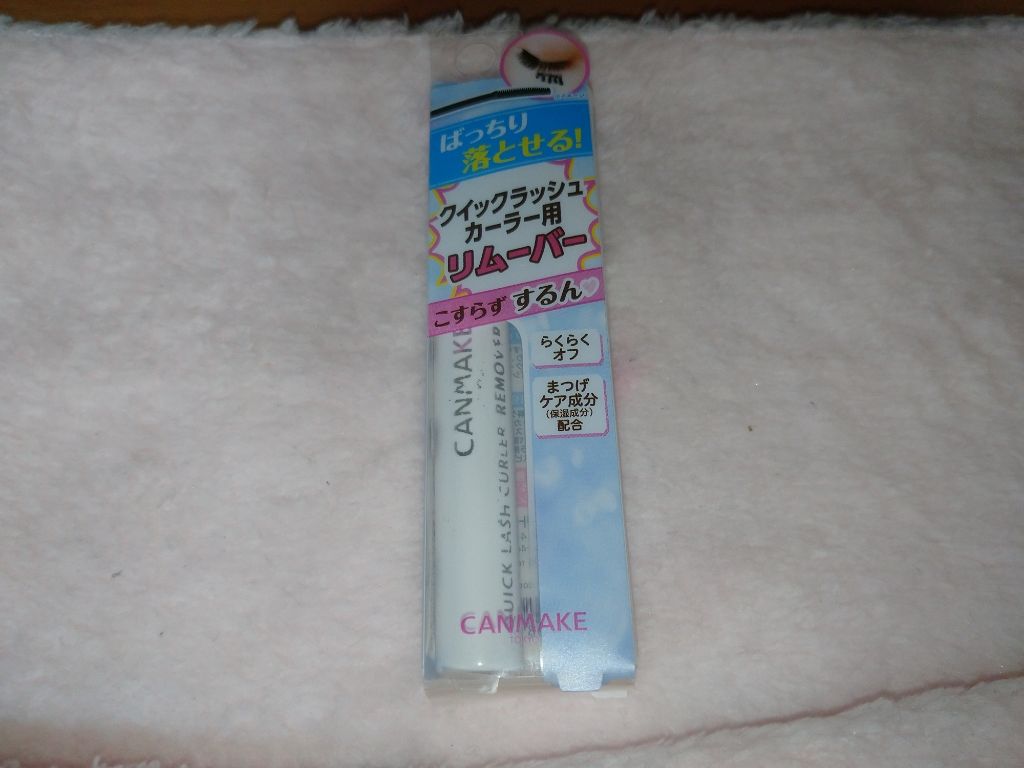 ばっちり
落とせる!
クイックラッシュ
カーラー用
リムーバー
こすらず するん
らくらく
オフ
まつげ
ケア成分
(保湿成分)
配合
CANMAKE
QUICK LASH CURLER REMOVER
CANMAKE
TOKYO